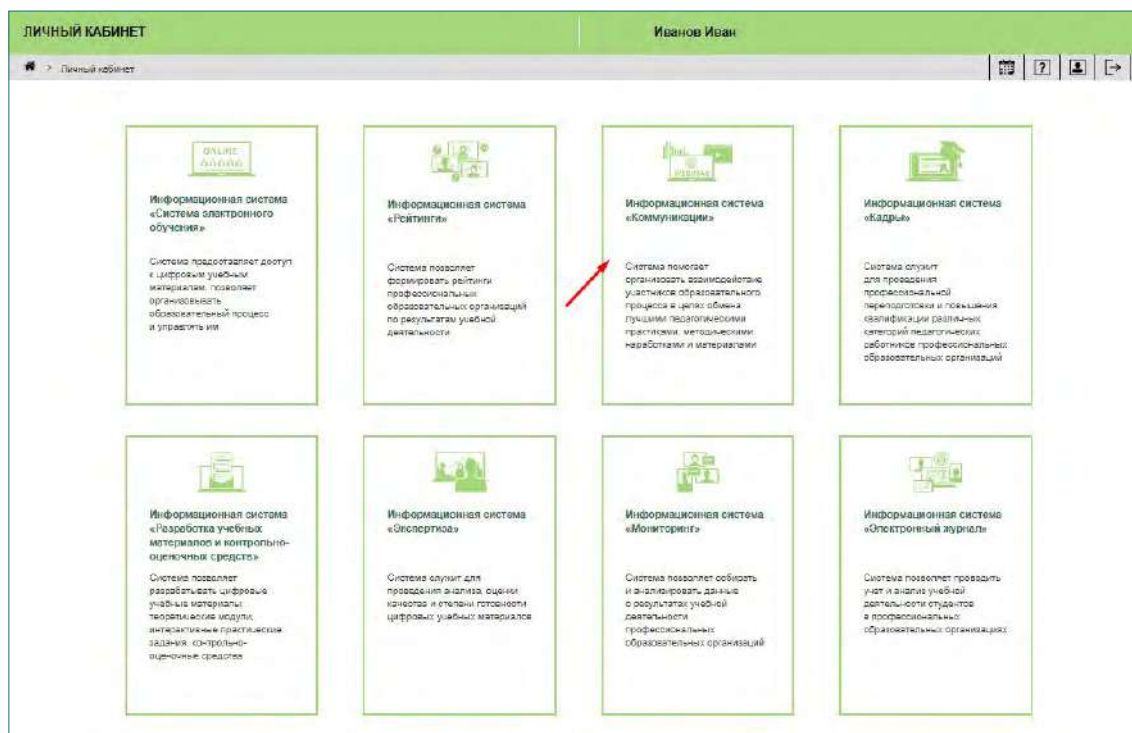 ЛИЧНЫЙ КАБИНЕТ
Иванов Иван
> Личный кабинет
?
ONLINE
Информационная система
«Система электронного
обучения»
Система предоставляет доступ
к цифровым учебным
материалам, позволяет
организовывать
образовательный процесс
и управлять им
Информационная система
«Рейтинги»
Система позволяет
формировать рейтинги
профессиональных
образовательных организаций
по результатам учебной
деятельности
WEBINAR
Информационная система
«Коммуникации»
Система помогает
организовать взаимодействие
участников образовательного
процесса в целях обмена
лучшими педагогическими
практиками, методическими
наработками и материалами
Информационная система
«Кадры»
Система служит
для проведения
профессиональной
переподготовки и повышения
квалификации различных
категорий педагогических
работников профессиональных
образовательных организаций
Информационная система
«Разработка учебных
материалов и контрольно-
оценочных средств»
Система позволяет
разрабатывать цифровые
учебные материалы:
теоретические модули,
интерактивные практические
задания, контрольно-
оценочные средства
Информационная система
«Экспертиза»
Система служит для
проведения анализа, оценки
качества и степени готовности
цифровых учебных материалов
Информационная система
«Мониторинг»
Система позволяет собирать
и анализировать данные
о результатах учебной
деятельности
профессиональных
образовательных организаций
Информационная система
«Электронный журнал»
Система позволяет проводить
учет и анализ учебной
деятельности студентов
в профессиональных
образовательных организациях